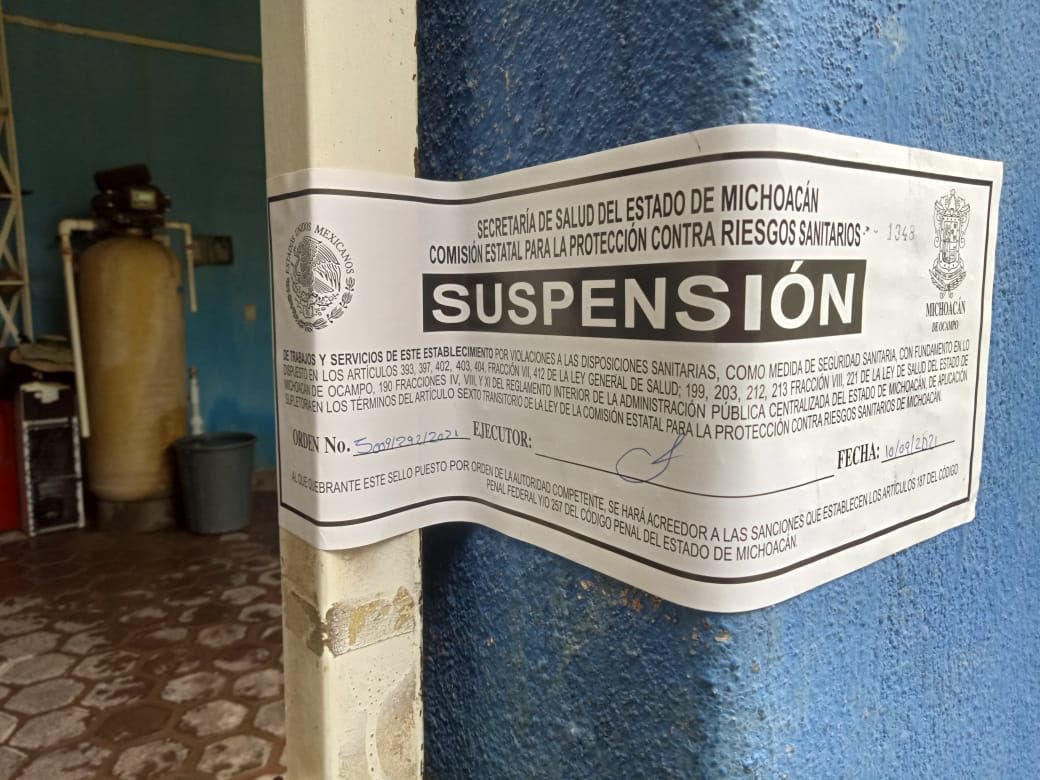 SECRETARÍA DE SALUD DEL ESTADO DE MICHOACÁN
COMISIÓN ESTATAL PARA LA PROTECCIÓN CONTRA RIESGOS SANITARIOS
1348
ESTADOS UNIDOS MEXICANOS
SUSPENSIÓN
MICHOACÁN
DE OCAMPO
DE TRABAJOS Y SERVICIOS DE ESTE ESTABLECIMIENTO POR VIOLACIONES A LAS DISPOSICIONES SANITARIAS, COMO MEDIDA DE SEGURIDAD SANITARIA, CON FUNDAMENTO EN LO
DISPUESTO EN LOS ARTÍCULOS 393, 397, 402, 403, 404, FRACCIÓN VII, 412 DE LA LEY GENERAL DE SALUD; 199, 203, 212, 213 FRACCIÓN VIII, 221 DE LA LEY DE SALUD DEL ESTADO DE
MICHOACÁN DE OCAMPO, 190 FRACCIONES IV, VIII Y XI DEL REGLAMENTO INTERIOR DE LA ADMINISTRACIÓN PÚBLICA CENTRALIZADA DEL ESTADO DE MICHOACÁN, DE APLICACIÓN
SUPLETORIA EN LOS TÉRMINOS DEL ARTÍCULO SEXTO TRANSITORIO DE LA LEY DE LA COMISIÓN ESTATAL PARA LA PROTECCIÓN CONTRA RIESGOS SANITARIOS DE MICHOACÁN.
ORDEN No. 5009/292/2021 EJECUTOR: FECHA: 10/09/2021
AL QUE QUEBRANTE ESTE SELLO PUESTO POR ORDEN DE LA AUTORIDAD COMPETENTE, SE HARÁ ACREEDOR A LAS SANCIONES QUE ESTABLECEN LOS ARTÍCULOS 187 DEL CÓDIGO
PENAL FEDERAL Y/O 257 DEL CÓDIGO PENAL DEL ESTADO DE MICHOACÁN.